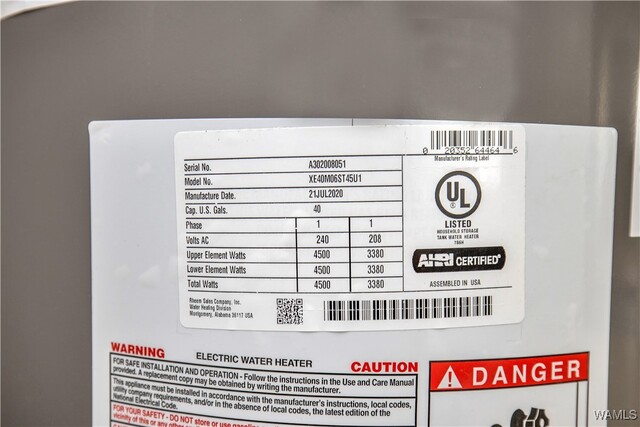 0 20352 64464 6
Manufacturer's Rating Label
Serial No. A302008051
Model No. XE40M06ST45U1
Manufacture Date. 21JUL2020
Cap. U.S. Gals. 40
Phase 1 1
Volts AC 240 208
Upper Element Watts 4500 3380
Lower Element Watts 4500 3380
Total Watts 4500 3380
UL
®
LISTED
HOUSEHOLD STORAGE
TANK WATER HEATER
AHRI CERTIFIED®
ASSEMBLED IN USA
Rheem Sales Company, Inc.
Water Heating Division
Montgomery, Alabama 36117 USA
WARNING ELECTRIC WATER HEATER CAUTION
FOR SAFE INSTALLATION AND OPERATION - Follow the instructions in the Use and Care Manual
provided. A replacement copy may be obtained by writing the manufacturer.
This appliance must be installed in accordance with the manufacturer's instructions, local codes,
utility company requirements, and/or in the absence of local codes, the latest edition of the
National Electrical Code.
FOR YOUR SAFETY - DO NOT store or use gasoline
vicinity of this or any other
DANGER
WAMLS